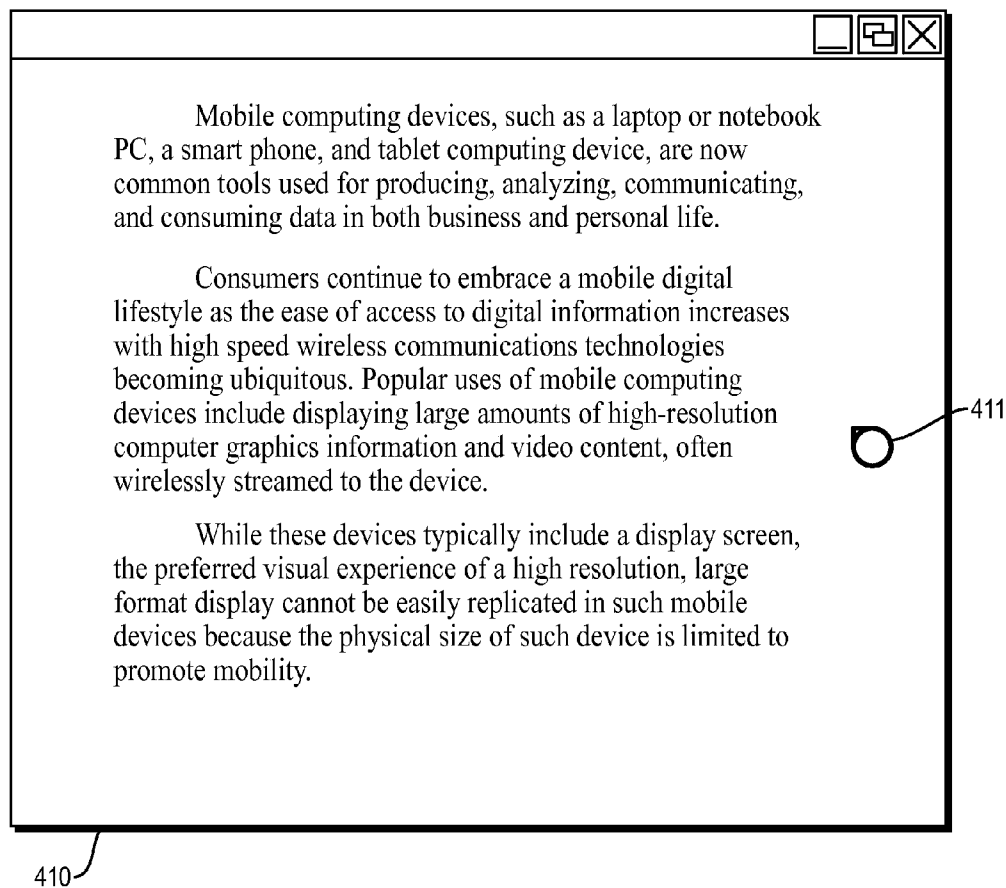 Mobile computing devices, such as a laptop or notebook
PC, a smart phone, and tablet computing device, are now
common tools used for producing, analyzing, communicating,
and consuming data in both business and personal life.
Consumers continue to embrace a mobile digital
lifestyle as the ease of access to digital information increases
with high speed wireless communications technologies
becoming ubiquitous. Popular uses of mobile computing
devices include displaying large amounts of high-resolution
computer graphics information and video content, often
wirelessly streamed to the device.
While these devices typically include a display screen,
the preferred visual experience of a high resolution, large
format display cannot be easily replicated in such mobile
devices because the physical size of such device is limited to
promote mobility.
411
410